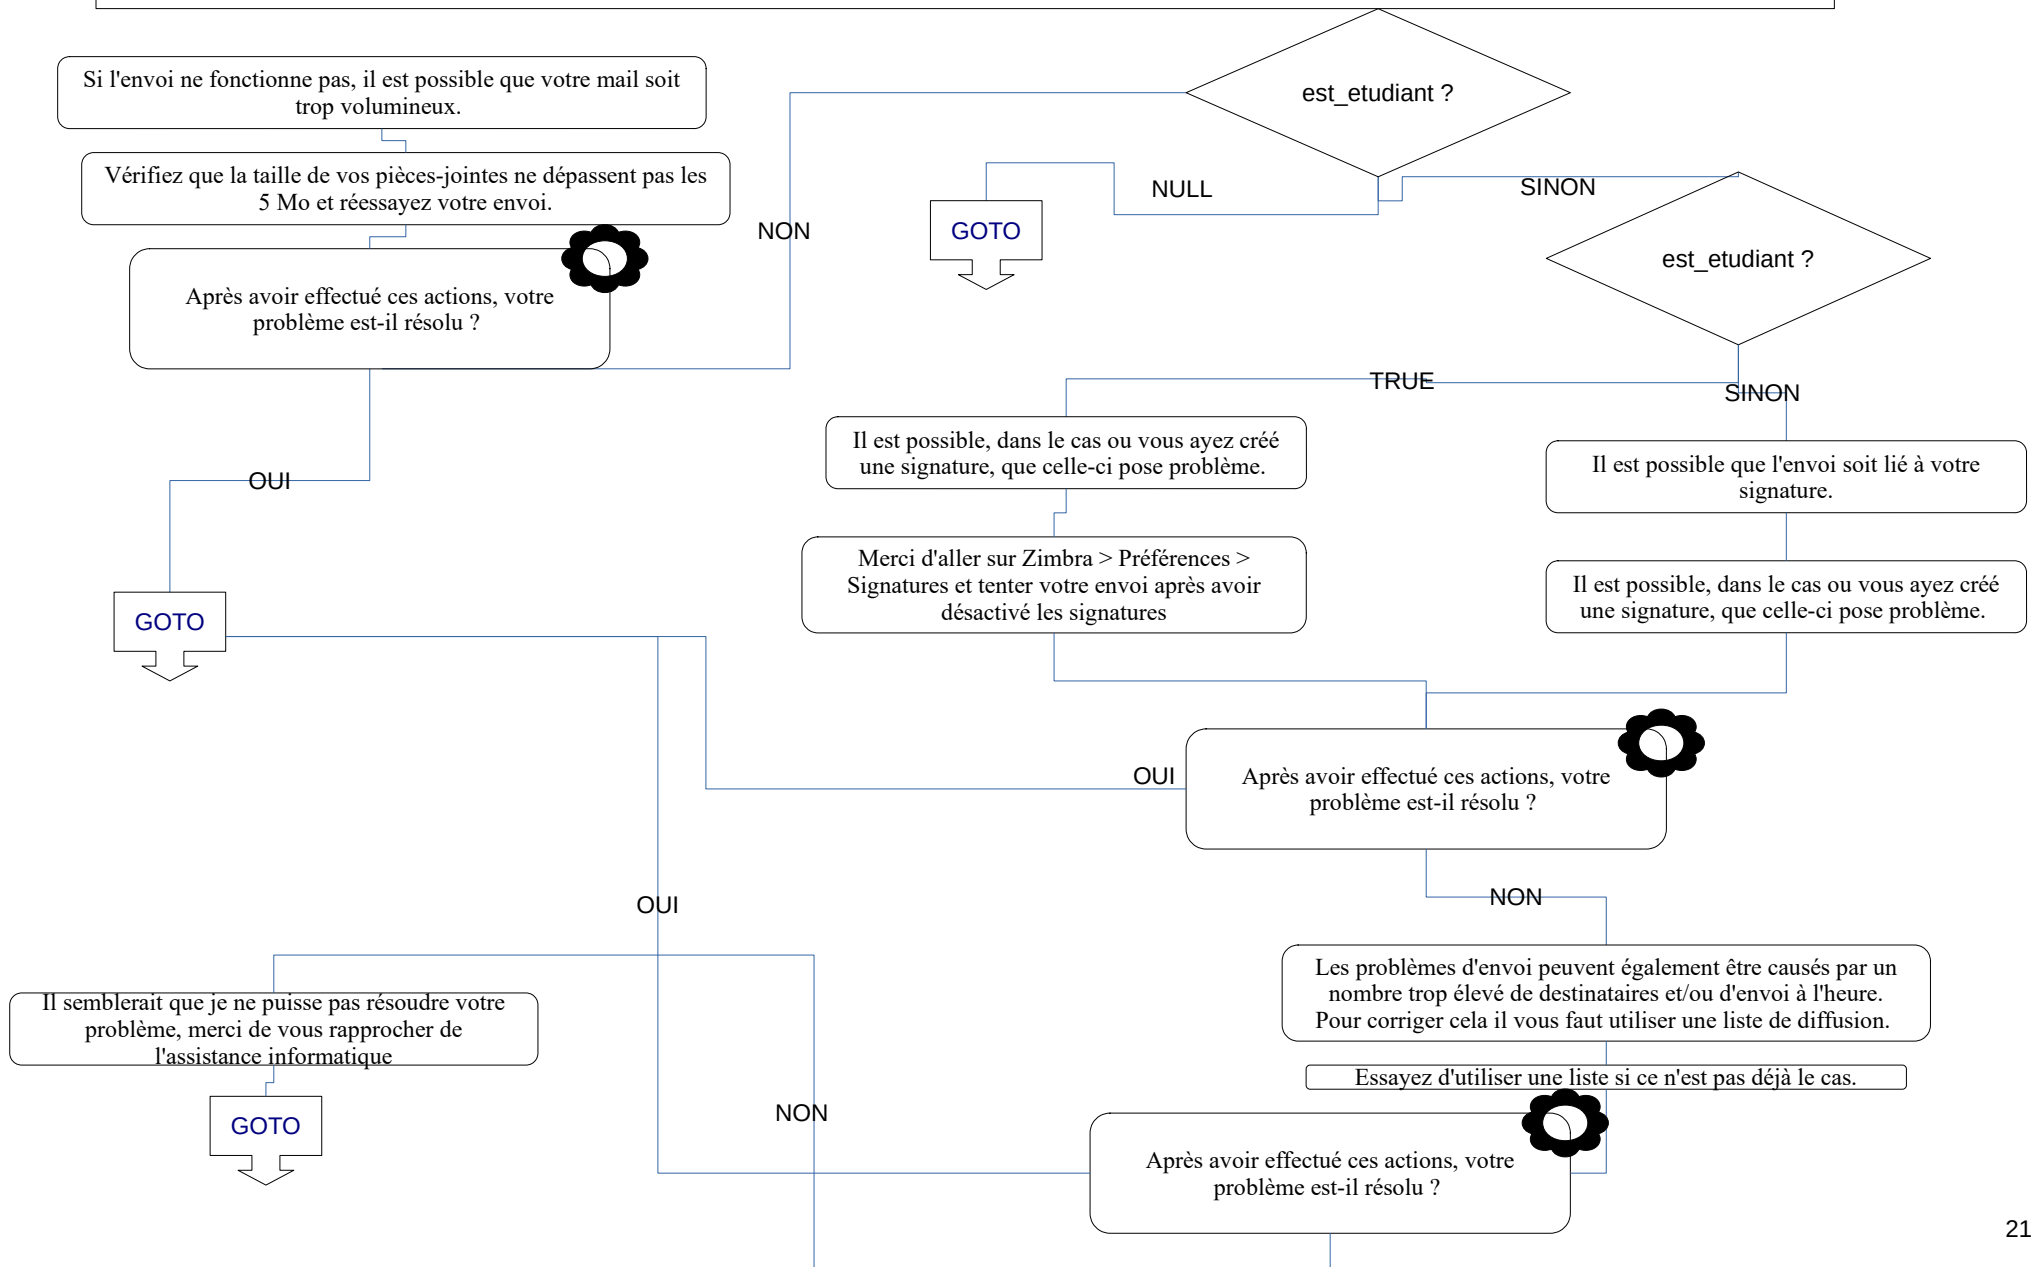 Si l'envoi ne fonctionne pas, il est possible que votre mail soit
trop volumineux.
Vérifiez que la taille de vos pièces-jointes ne dépassent pas les
5 Mo et réessayez votre envoi.
Après avoir effectué ces actions, votre
problème est-il résolu ?
NON
est_etudiant ?
NULL
SINON
GOTO
est_etudiant ?
TRUE
SINON
Il est possible, dans le cas ou vous ayez créé
une signature, que celle-ci pose problème.
Il est possible que l'envoi soit lié à votre
signature.
OUI
Merci d'aller sur Zimbra > Préférences >
Signatures et tenter votre envoi après avoir
désactivé les signatures
Il est possible, dans le cas ou vous ayez créé
une signature, que celle-ci pose problème.
GOTO
OUI
Après avoir effectué ces actions, votre
problème est-il résolu ?
NON
OUI
Les problèmes d'envoi peuvent également être causés par un
nombre trop élevé de destinataires et/ou d'envoi à l'heure.
Pour corriger cela il vous faut utiliser une liste de diffusion.
Il semblerait que je ne puisse pas résoudre votre
problème, merci de vous rapprocher de
l'assistance informatique
Essayez d'utiliser une liste si ce n'est pas déjà le cas.
GOTO
NON
Après avoir effectué ces actions, votre
problème est-il résolu ?
21